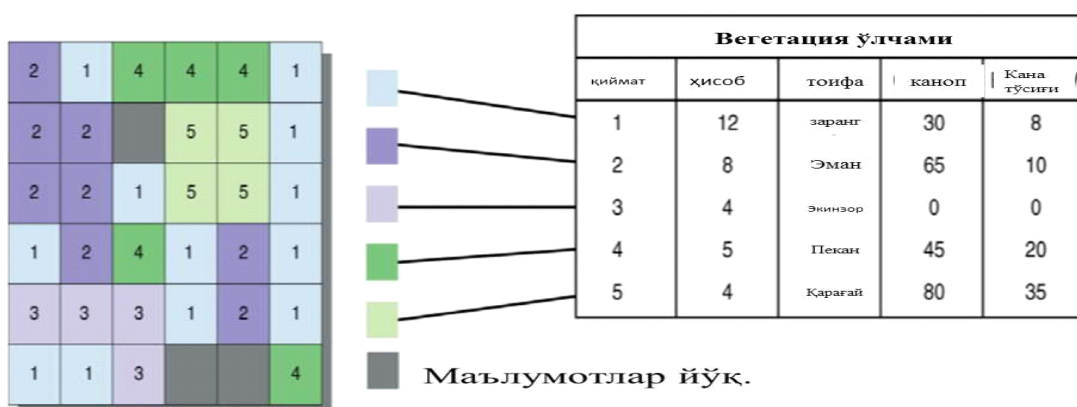 2 1 4 4 4 1
2 2 5 5 1
2 2 1 5 5 1
1 2 4 1 2 1
3 3 3 1 2 1
1 1 3 4
Вегетация ўлчами
қиймат ҳисоб тоифа каноп Кана тўсиғи
1 12 заранг 30 8
2 8 Эман 65 10
3 4 Экинзор 0 0
4 5 Пекан 45 20
5 4 Қарағай 80 35
Маълумотлар йўқ.